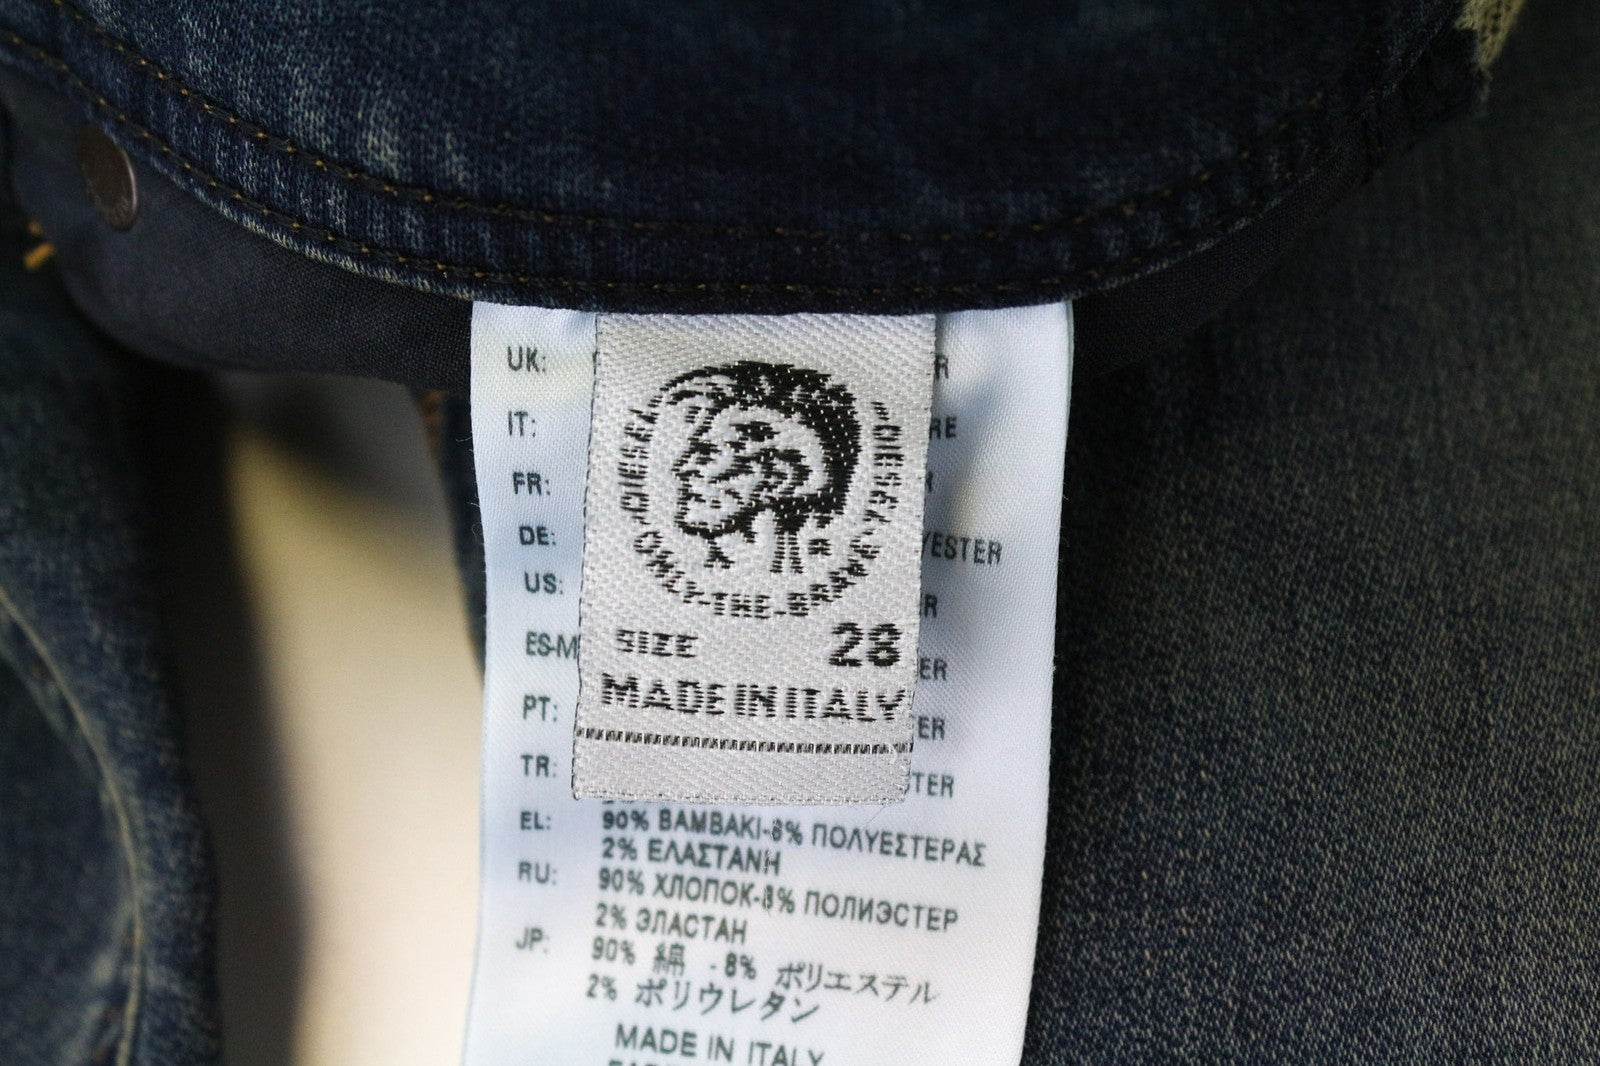 DIESEL
DIESEL
ONLY-THE-BRAVE
SIZE 28
MADE IN ITALY
UK:
IT:
FR:
DE: YESTER
US:
ES-M
PT:
TR:
EL: 90% ΒΑΜΒΑΚΙ-8% ΠΟΛΥΕΣΤΕΡΑΣ
2% ΕΛΑΣΤΑΝΗ
RU: 90% ХЛОПОК-8% ПОЛИЭСТЕР
2% ЭЛАСТАН
JP: 90% 綿 -8% ポリエステル
2% ポリウレタン
MADE IN ITALY